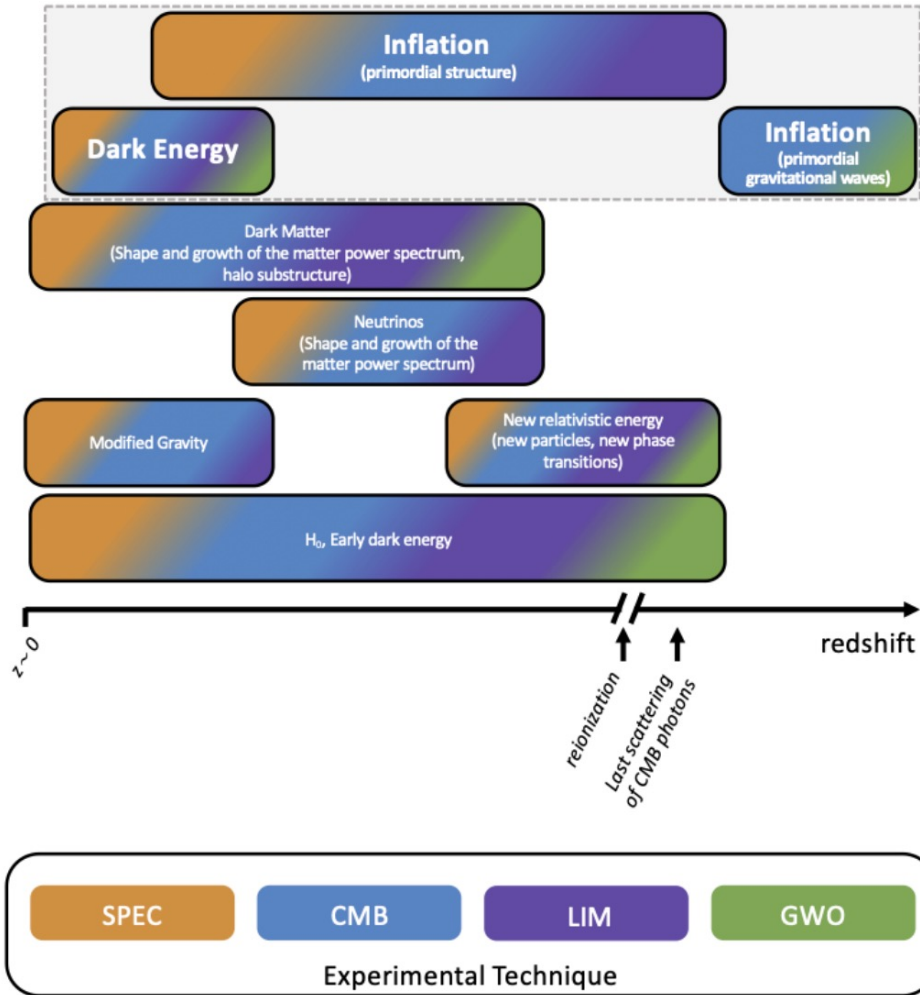 Inflation
(primordial structure)
Dark Energy
Inflation
(primordial
gravitational waves)
Dark Matter
(Shape and growth of the matter power spectrum,
halo substructure)
Neutrinos
(Shape and growth of the
matter power spectrum)
Modified Gravity
New relativistic energy
(new particles, new phase
transitions)
H₀, Early dark energy
z ~ 0
redshift
reionization
Last scattering
of CMB photons
SPEC
CMB
LIM
GWO
Experimental Technique